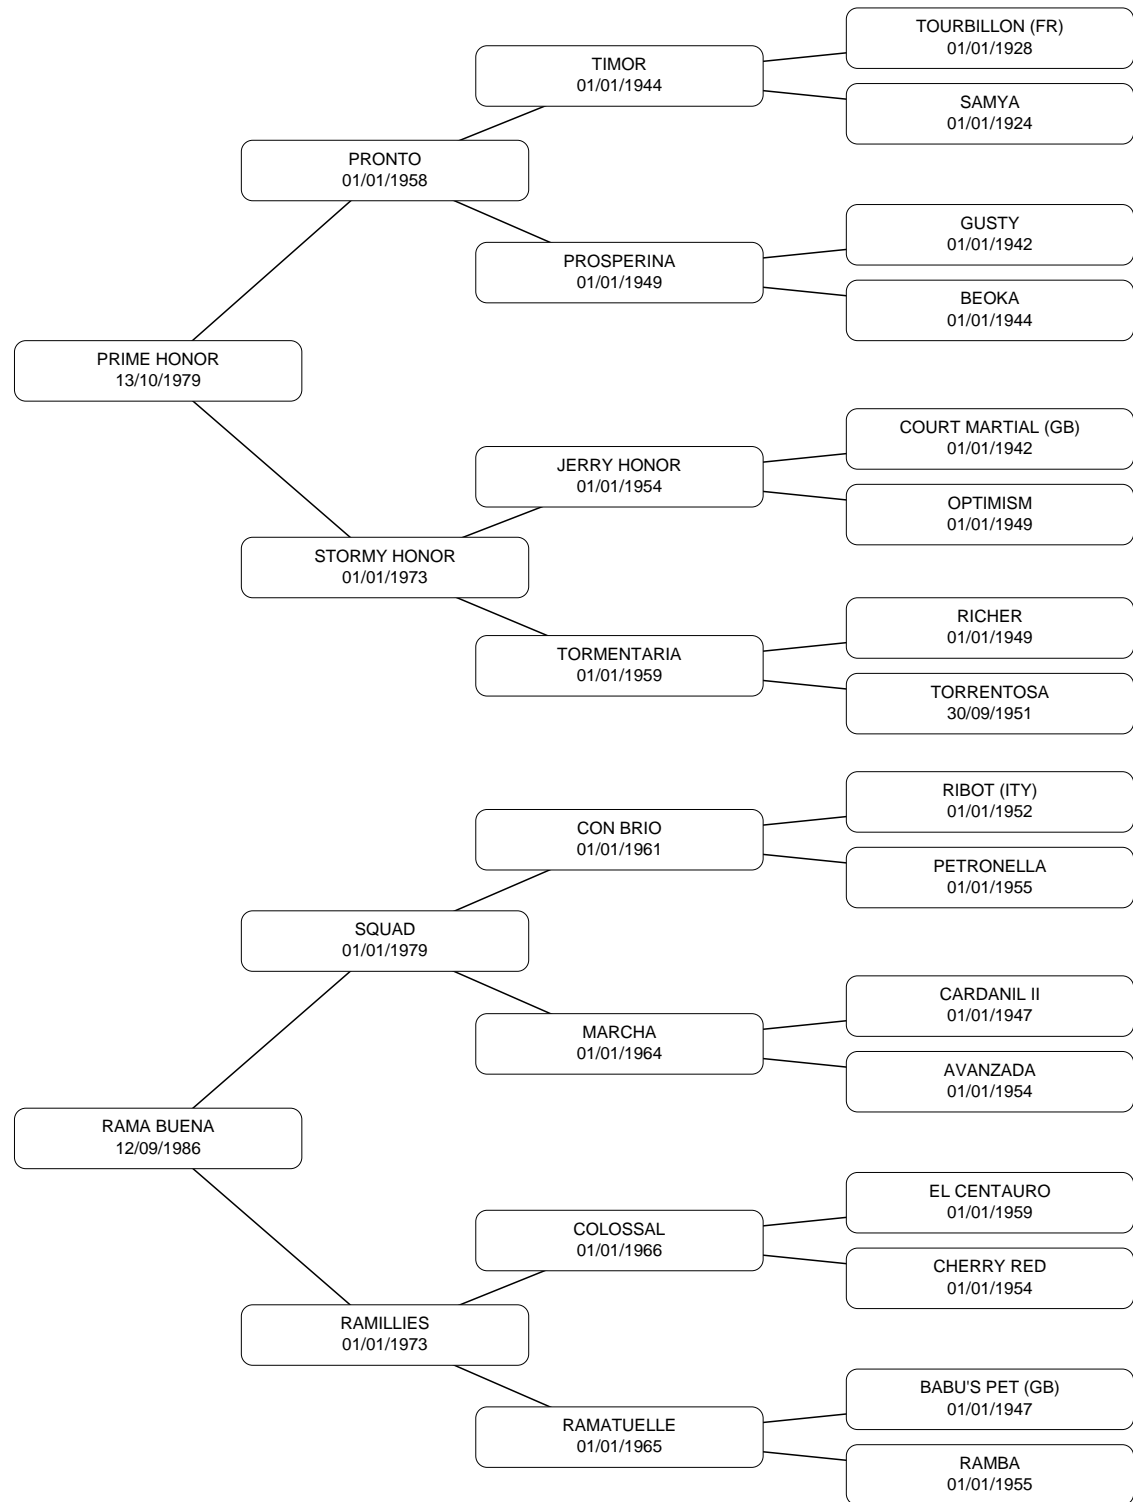 TOURBILLON (FR)
01/01/1928
TIMOR
01/01/1944
SAMYA
01/01/1924
PRONTO
01/01/1958
GUSTY
01/01/1942
PROSPERINA
01/01/1949
BEOKA
01/01/1944
PRIME HONOR
13/10/1979
COURT MARTIAL (GB)
01/01/1942
JERRY HONOR
01/01/1954
OPTIMISM
01/01/1949
STORMY HONOR
01/01/1973
RICHER
01/01/1949
TORMENTARIA
01/01/1959
TORRENTOSA
30/09/1951
RIBOT (ITY)
01/01/1952
CON BRIO
01/01/1961
PETRONELLA
01/01/1955
SQUAD
01/01/1979
CARDANIL II
01/01/1947
MARCHA
01/01/1964
AVANZADA
01/01/1954
RAMA BUENA
12/09/1986
EL CENTAURO
01/01/1959
COLOSSAL
01/01/1966
CHERRY RED
01/01/1954
RAMILLIES
01/01/1973
BABU'S PET (GB)
01/01/1947
RAMATUELLE
01/01/1965
RAMBA
01/01/1955